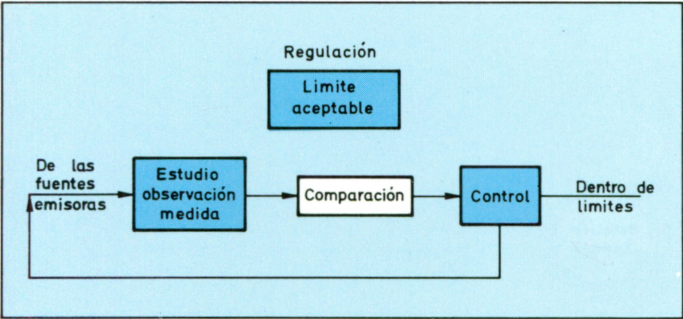 Regulación
Limite
aceptable
De las
fuentes
emisoras
Estudio
observación
medida
Comparación
Control
Dentro de
limites